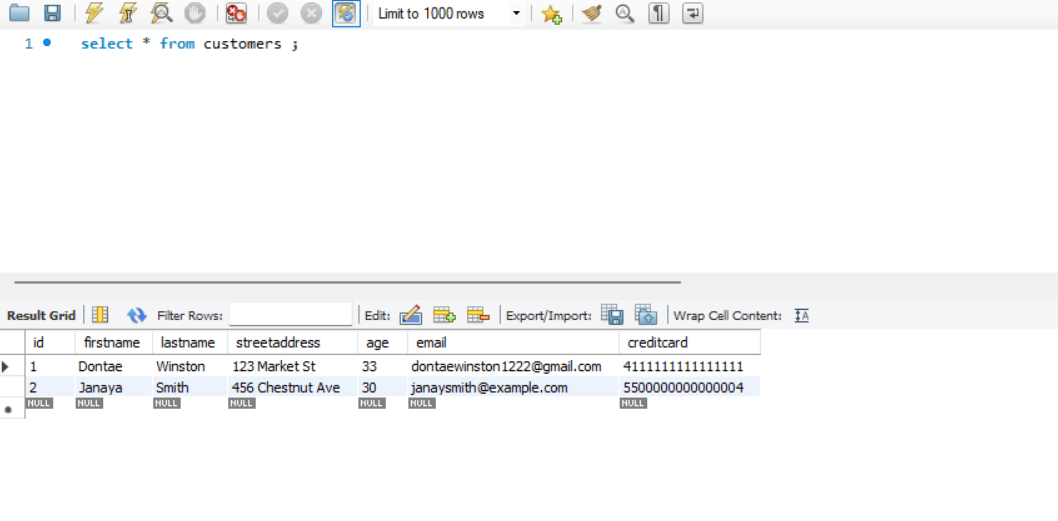 Limit to 1000 rows
1 select * from customers ;
Result Grid Filter Rows: Edit: Export/Import: Wrap Cell Content: IA
id firstname lastname streetaddress age email creditcard
1 Dontae Winston 123 Market St 33 dontaewinston1222@gmail.com 4111111111111111
2 Janaya Smith 456 Chestnut Ave 30 janaysmith@example.com 5500000000000004
NULL NULL NULL NULL NULL NULL NULL